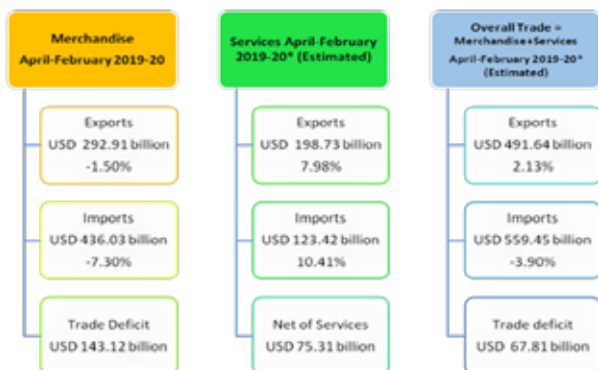 Merchandise
April-February 2019-20
Exports
USD 292.91 billion
-1.50%
Imports
USD 436.03 billion
-7.30%
Trade Deficit
USD 143.12 billion
Services April-February
2019-20* (Estimated)
Exports
USD 198.73 billion
7.98%
Imports
USD 123.42 billion
10.41%
Net of Services
USD 75.31 billion
Overall Trade =
Merchandise+Services
April-February 2019-20*
(Estimated)
Exports
USD 491.64 billion
2.13%
Imports
USD 559.45 billion
-3.90%
Trade deficit
USD 67.81 billion